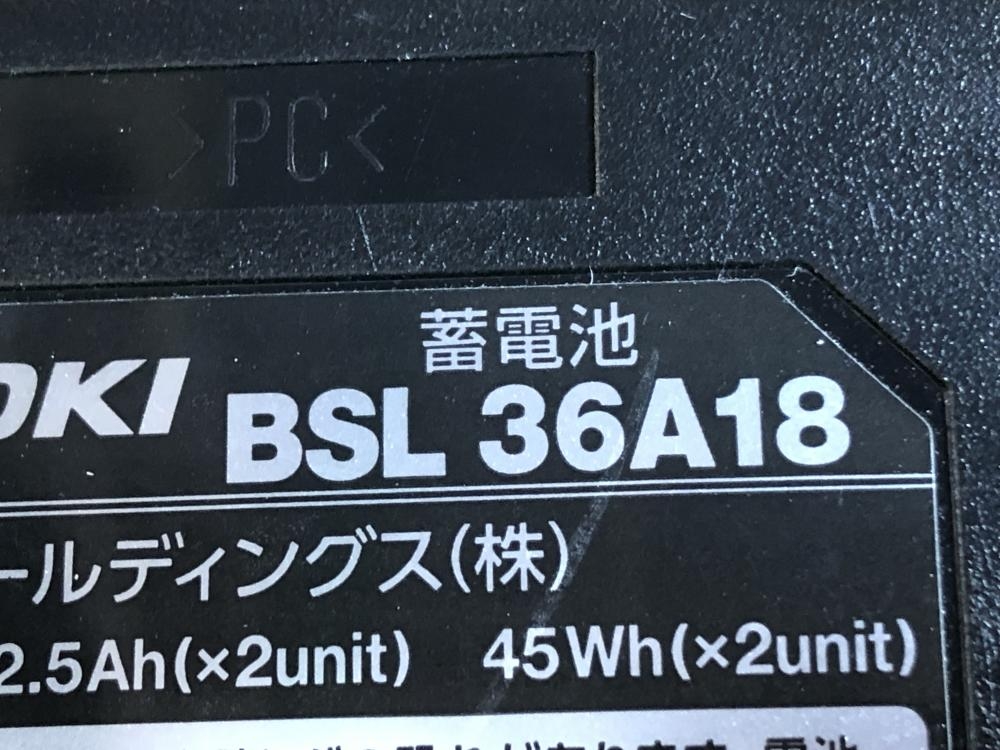 >PC<
蓄電池
OKI BSL 36A18
ールディングス(株)
2.5Ah(×2unit) 45Wh(×2unit)